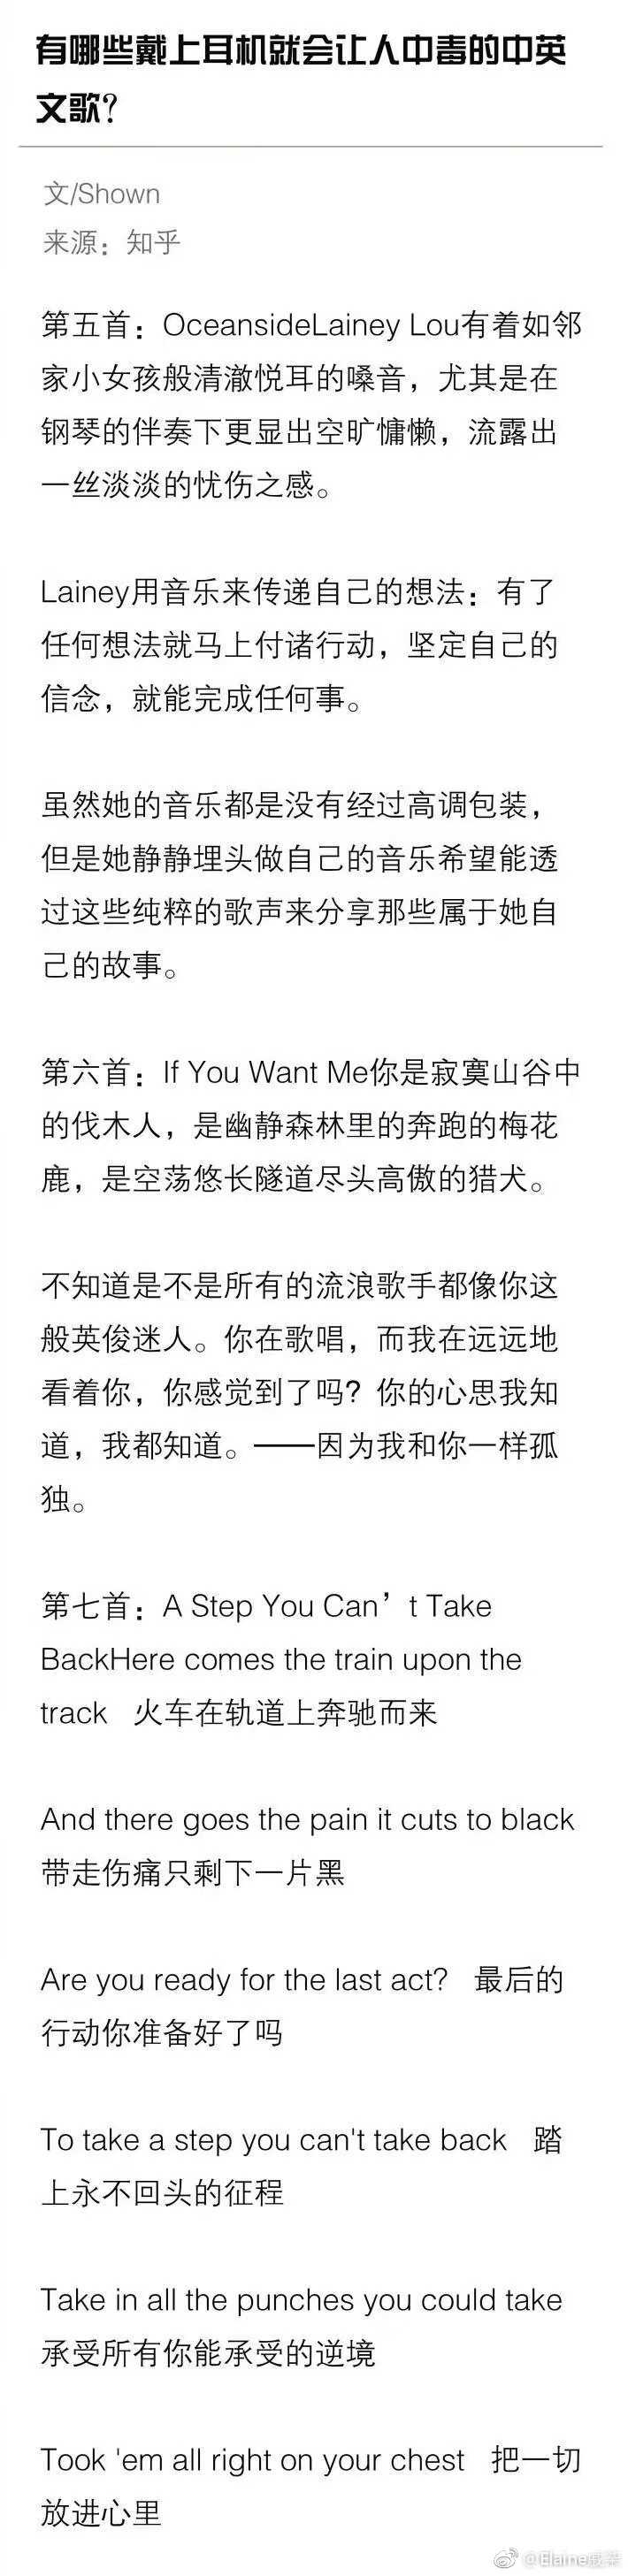 有哪些戴上耳机就会让人中毒的中英
文歌？
文/Shown
来源：知乎
第五首：OceansideLainey Lou有着如邻
家小女孩般清澈悦耳的嗓音，尤其是在
钢琴的伴奏下更显出空旷慵懒，流露出
一丝淡淡的忧伤之感。
Lainey用音乐来传递自己的想法：有了
任何想法就马上付诸行动，坚定自己的
信念，就能完成任何事。
虽然她的音乐都是没有经过高调包装，
但是她静静埋头做自己的音乐希望能透
过这些纯粹的歌声来分享那些属于她自
己的故事。
第六首：If You Want Me你是寂寞山谷中
的伐木人，是幽静森林里的奔跑的梅花
鹿，是空荡悠长隧道尽头高傲的猎犬。
不知道是不是所有的流浪歌手都像你这
般英俊迷人。你在歌唱，而我在远远地
看着你，你感觉到了吗？你的心思我知
道，我都知道。——因为我和你一样孤
独。
第七首：A Step You Can’t Take
BackHere comes the train upon the
track 火车在轨道上奔驰而来
And there goes the pain it cuts to black
带走伤痛只剩下一片黑
Are you ready for the last act? 最后的
行动你准备好了吗
To take a step you can't take back 踏
上永不回头的征程
Take in all the punches you could take
承受所有你能承受的逆境
Took 'em all right on your chest 把一切
放进心里